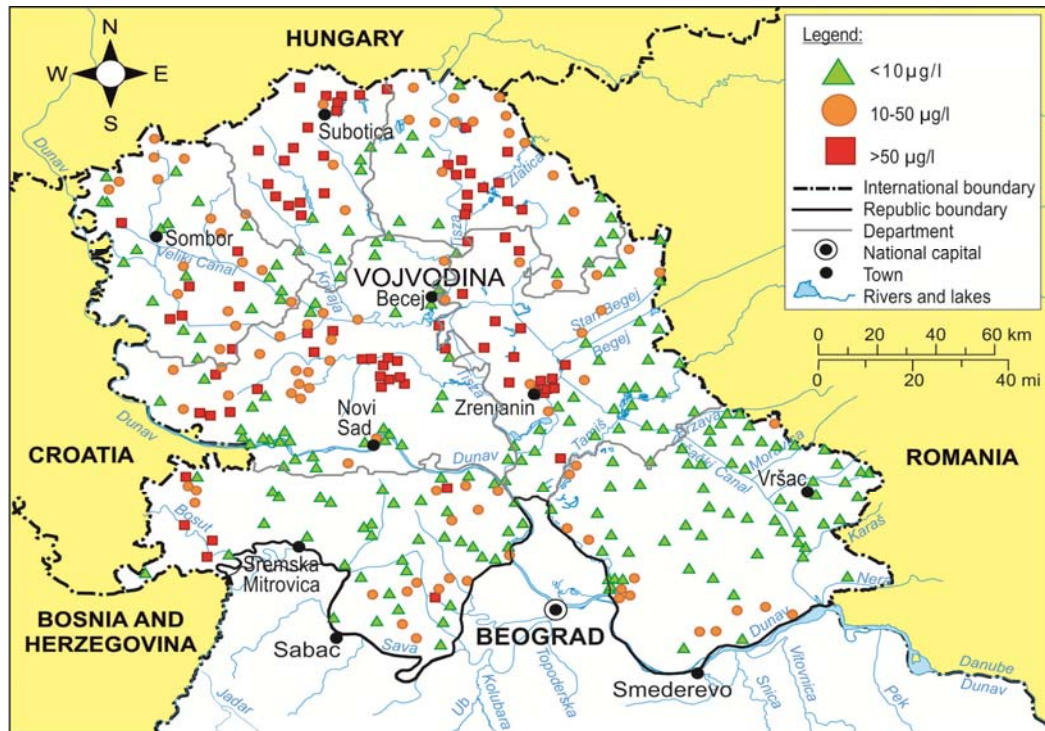 HUNGARY
N
W
E
S
Subotica
Tisza
Zlatica
Dunav
Sombor
Veliki Canal
Krivaja
Tisza
VOJVODINA
Becej
Stari Begej
Begej
Tisza
Zrenjanin
Novi
Sad
Dunav
Dunav
Tamiš
CROATIA
ROMANIA
Vršac
Karaš
Nera
Bosut
Sremska
Mitrovica
BOSNIA AND
HERZEGOVINA
BEOGRAD
Sabac
Sava
Smederevo
Dunav
Danube
Dunav
Jadar
Ub
Kolubara
Topoderska
Snica
Vitovnica
Pek
Legend:
<10µg/l
10-50 µg/l
>50 µg/l
International boundary
Republic boundary
Department
National capital
Town
Rivers and lakes
0 20 40 60 km
0 20 40 mi